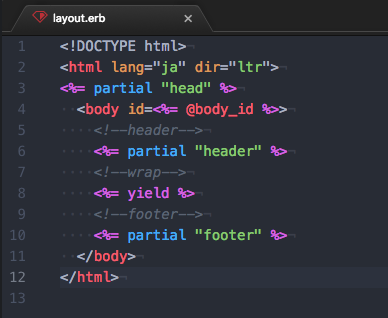 layout.erb ×
1 <!DOCTYPE html>¬
2 <html lang="ja" dir="ltr">¬
3 <%= partial "head" %>¬
4 ··<body id=<%= @body_id %>>¬
5 ····<!--header-->¬
6 ····<%= partial "header" %>¬
7 ····<!--wrap-->¬
8 ····<%= yield %>¬
9 ····<!--footer-->¬
10 ····<%= partial "footer" %>¬
11 ··</body>¬
12 </html>¬
13